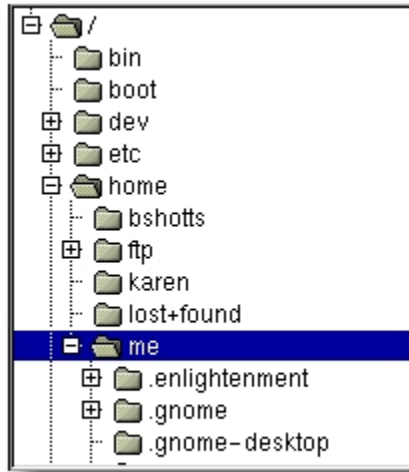 /
bin
boot
dev
etc
home
bshotts
ftp
karen
lost+found
me
.enlightenment
.gnome
.gnome-desktop